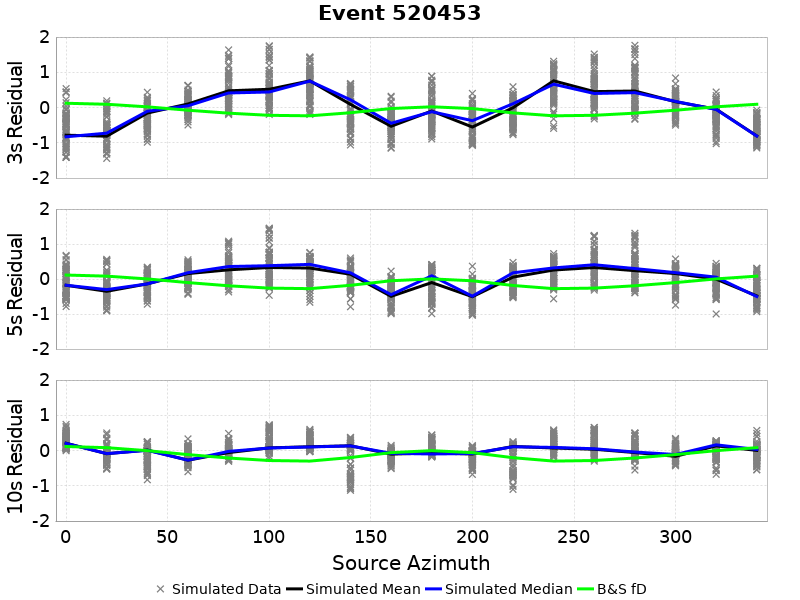 Event 520453
2
1
0
-1
-2
3s Residual
2
1
0
-1
-2
5s Residual
2
1
0
-1
-2
10s Residual
0 50 100 150 200 250 300
Source Azimuth
Simulated Data Simulated Mean Simulated Median B&S fD